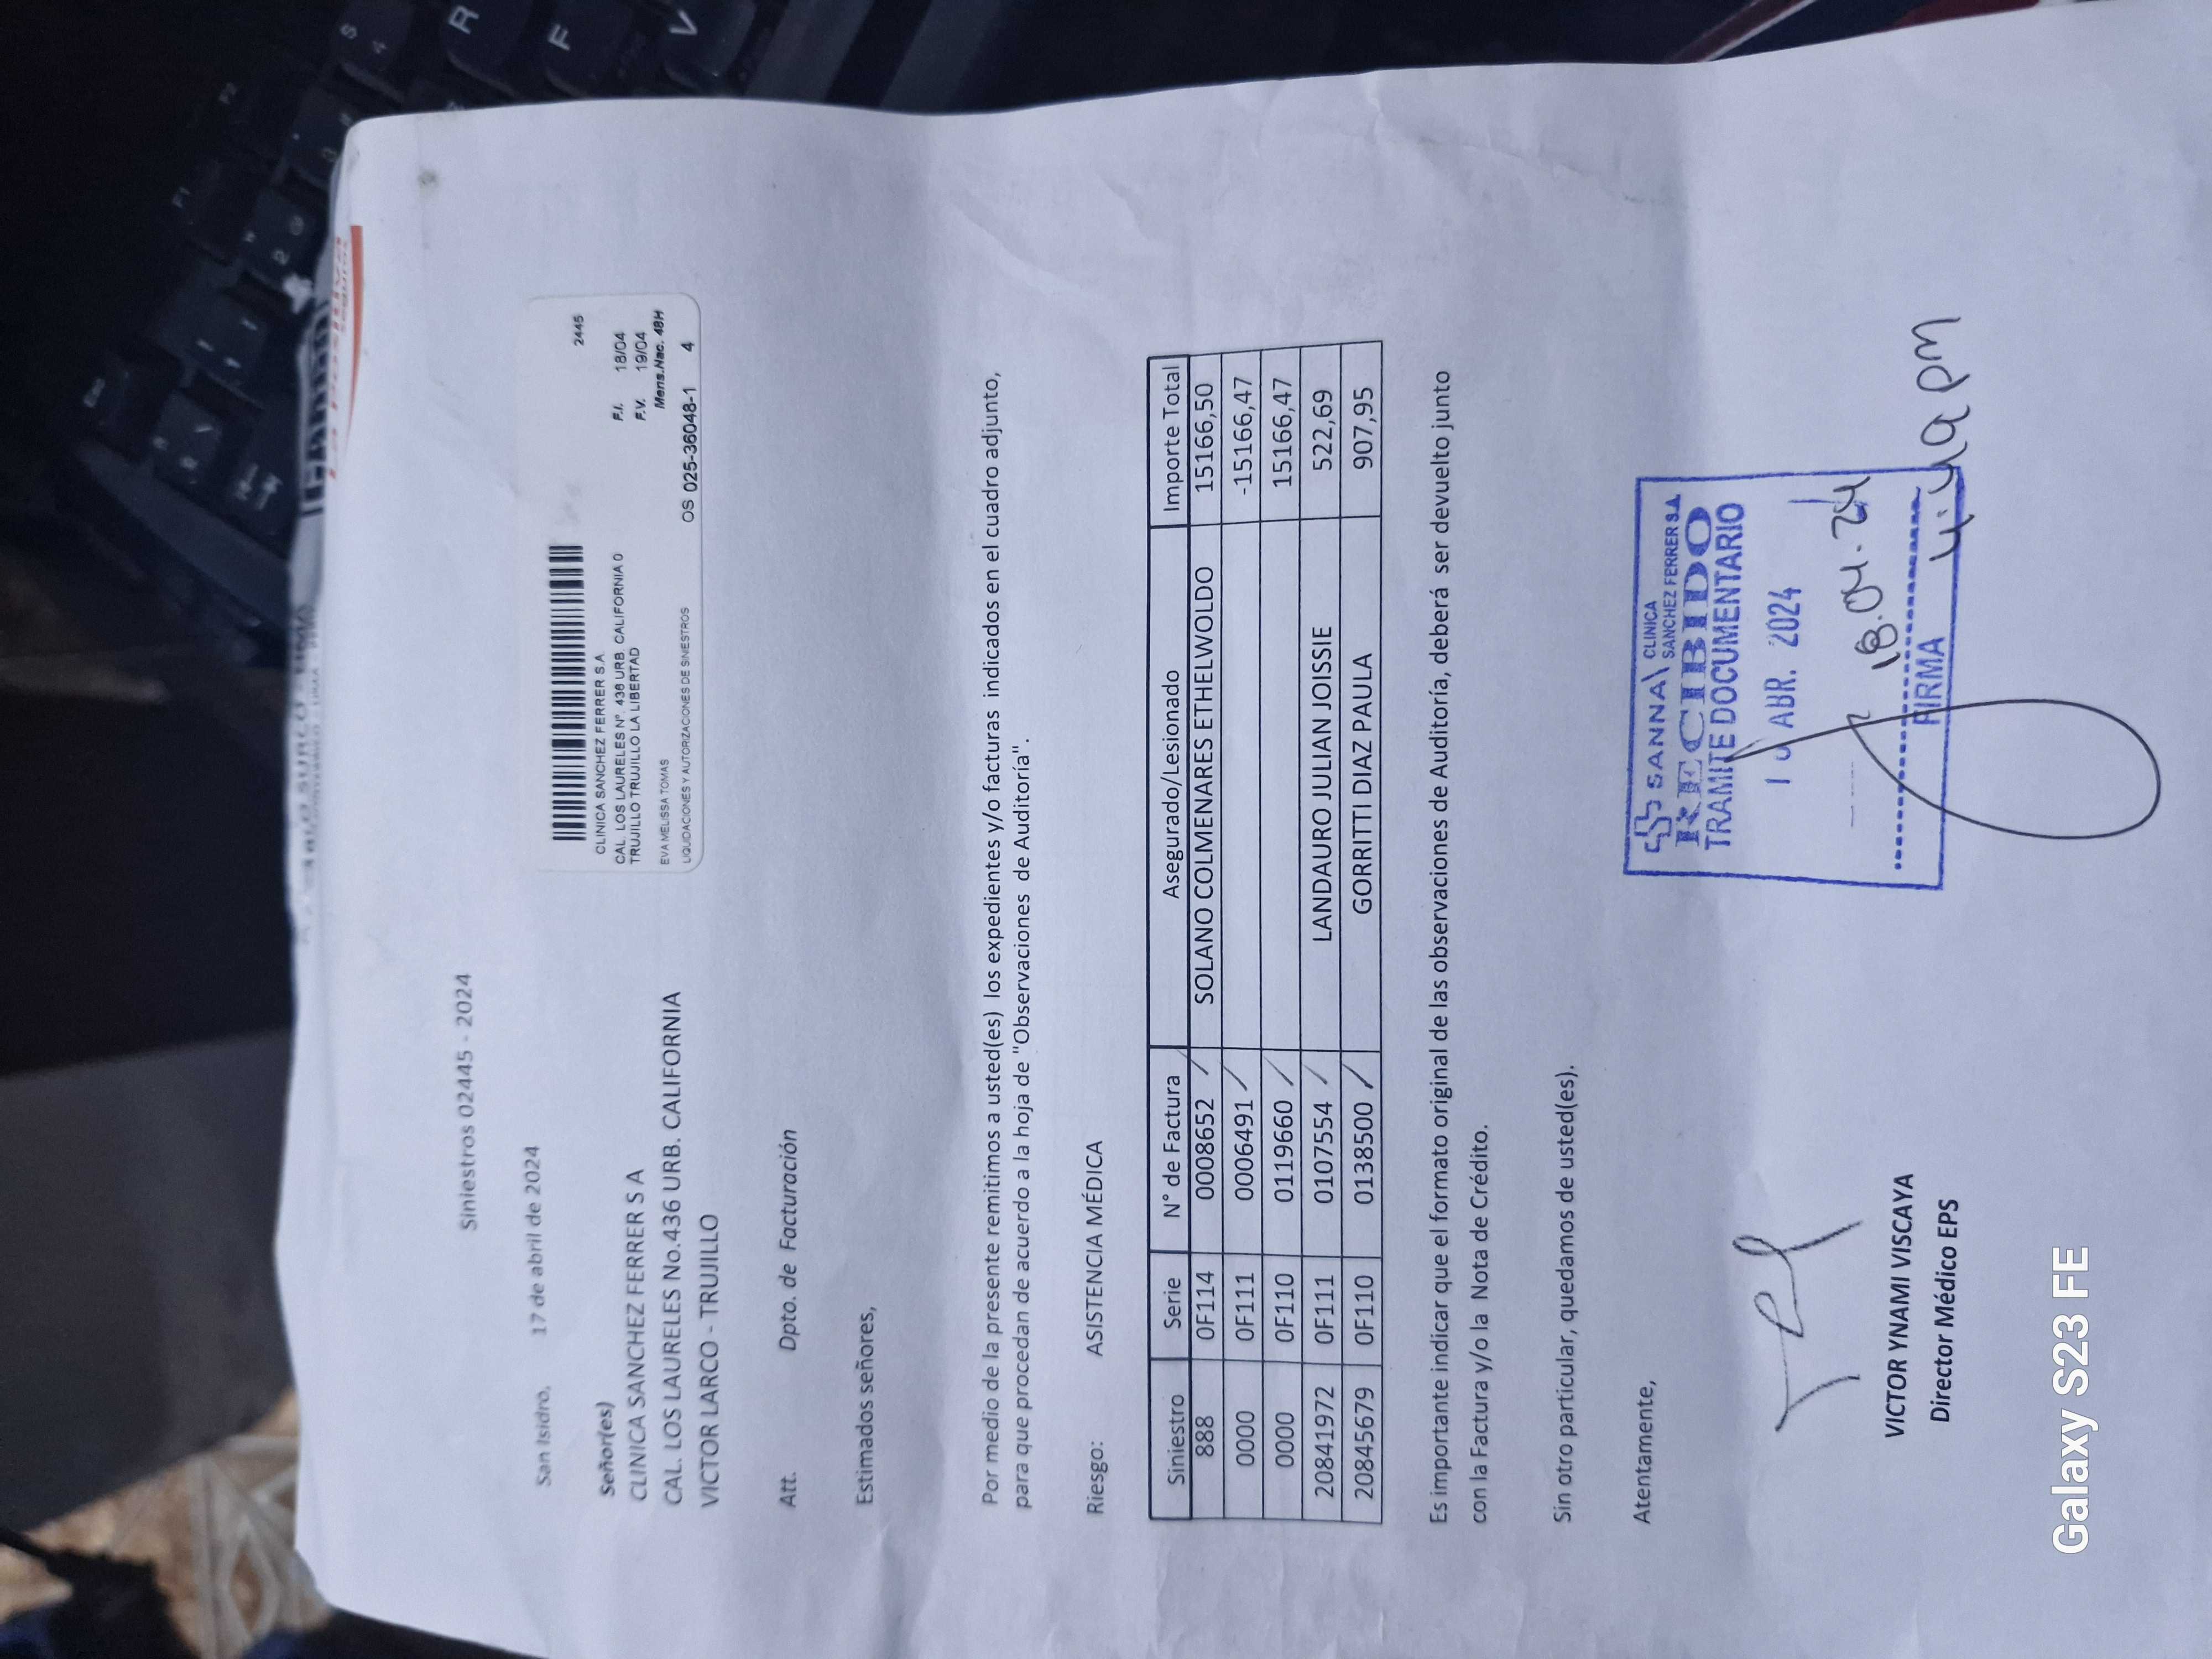 Siniestros 02445 - 2024
San Isidro, 17 de abril de 2024
2445
CLINICA SANCHEZ FERRER S.A
CAL. LOS LAURELES N°. 436 URB. CALIFORNIA 0
TRUJILLO TRUJILLO LA LIBERTAD
F.I. 18/04
F.V. 19/04
Mens.Nac. 48H
EVA MELISSA TOMAS
LIQUIDACIONES Y AUTORIZACIONES DE SINIESTROS
OS 025-36048-1 4
Señor(es)
CLINICA SANCHEZ FERRER S A
CAL. LOS LAURELES No.436 URB. CALIFORNIA
VICTOR LARCO - TRUJILLO
Att. Dpto. de Facturación
Estimados señores,
Por medio de la presente remitimos a usted(es) los expedientes y/o facturas indicados en el cuadro adjunto,
para que procedan de acuerdo a la hoja de "Observaciones de Auditoría".
Riesgo: ASISTENCIA MÉDICA
Siniestro Serie N° de Factura Asegurado/Lesionado Importe Total
888 0F114 0008652 SOLANO COLMENARES ETHELWOLDO 15166,50
0000 0F111 0006491 -15166,47
0000 0F110 0119660 15166,47
20841972 0F111 0107554 LANDAURO JULIAN JOISSIE 522,69
20845679 0F110 0138500 GORRITTI DIAZ PAULA 907,95
Es importante indicar que el formato original de las observaciones de Auditoría, deberá ser devuelto junto
con la Factura y/o la Nota de Crédito.
Sin otro particular, quedamos de usted(es).
Atentamente,
SANNA CLINICA
SANCHEZ FERRER S.A.
RECIBIDO
TRAMITE DOCUMENTARIO
ABR. 2024
18.04.24
FIRMA
VICTOR YNAMI VISCAYA
Director Médico EPS
Galaxy S23 FE